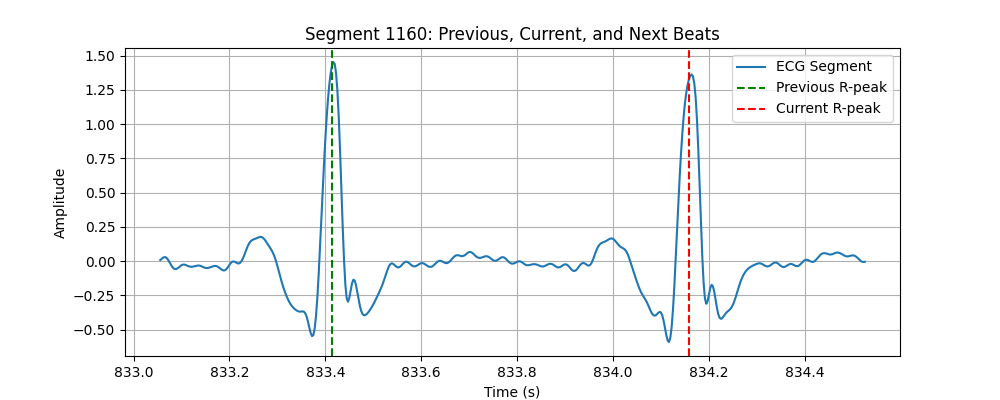 Segment 1160: Previous, Current, and Next Beats
1.50
1.25
1.00
0.75
0.50
0.25
0.00
−0.25
−0.50
Amplitude
ECG Segment
Previous R-peak
Current R-peak
833.0 833.2 833.4 833.6 833.8 834.0 834.2 834.4
Time (s)